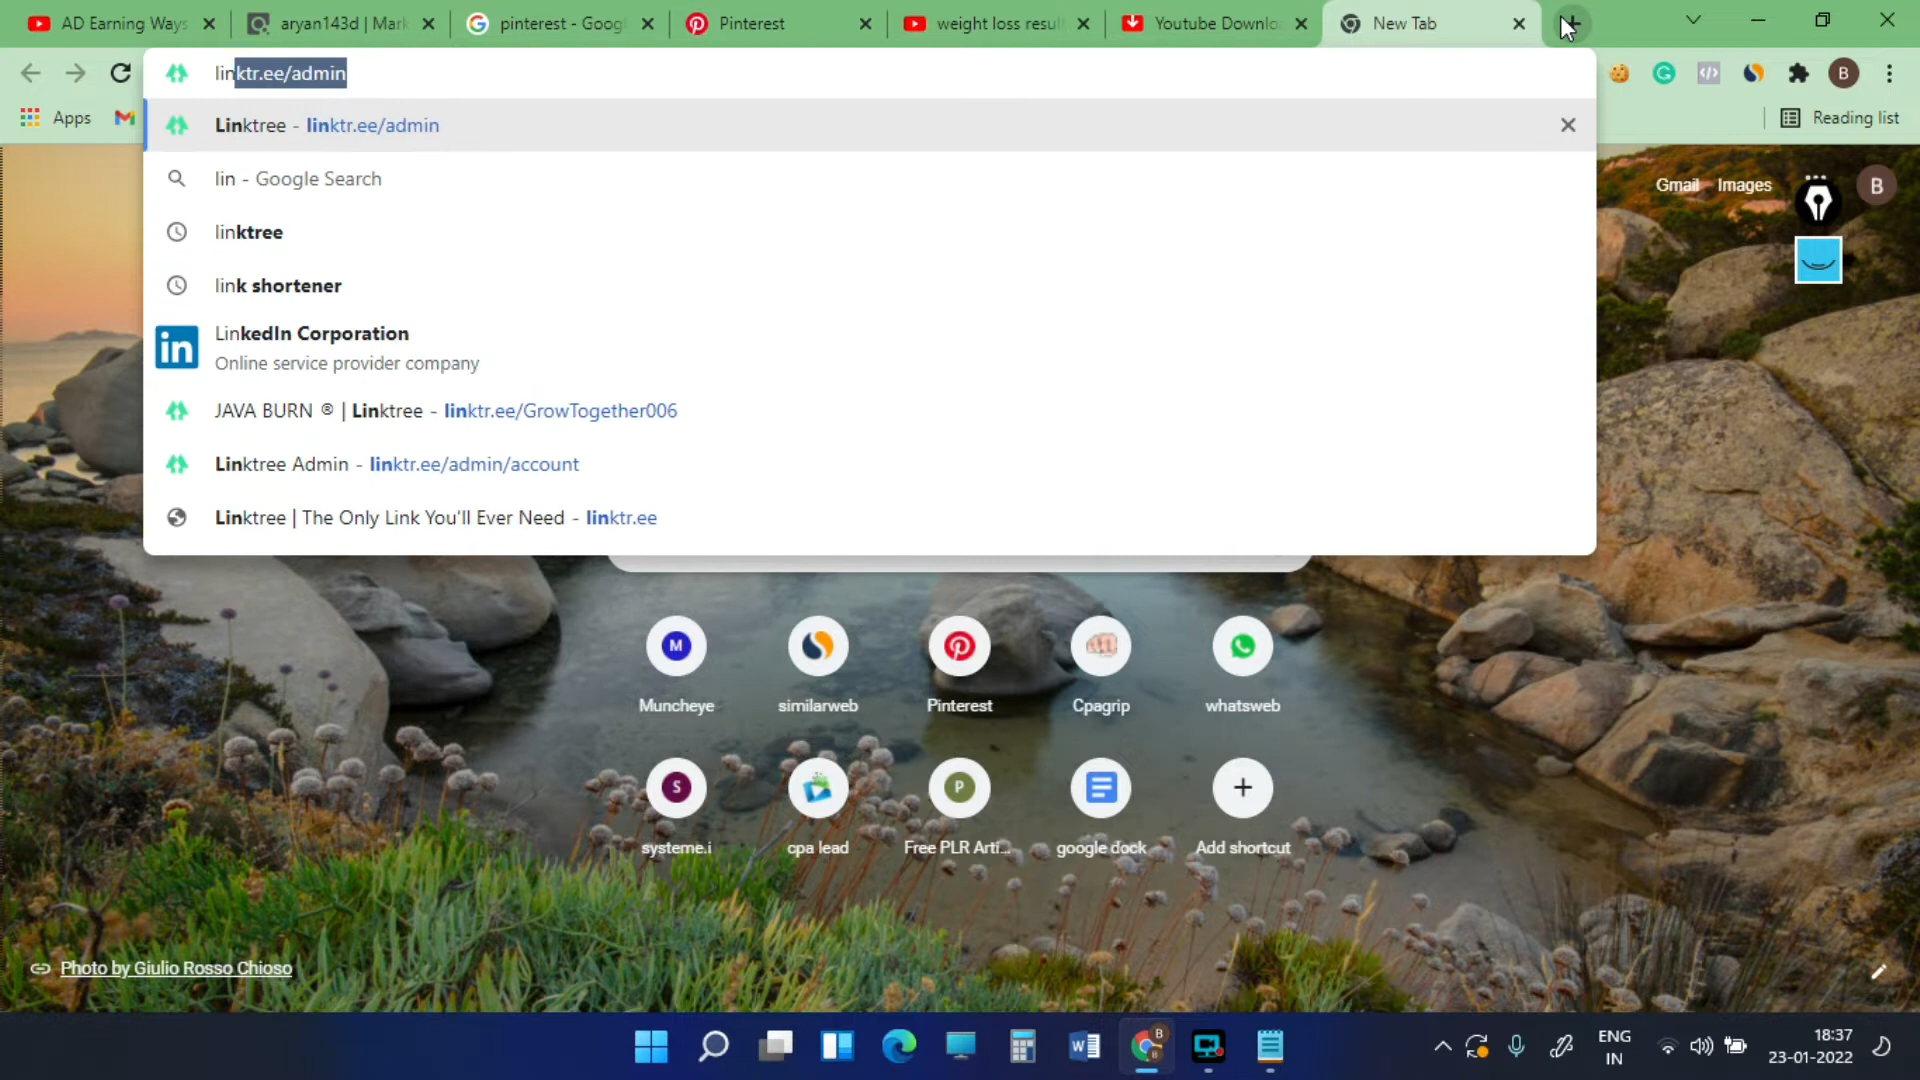 AD Earning Ways
aryan143d | Mark
pinterest - Goog
Pinterest
weight loss resul
Youtube Downlo
New Tab
linktr.ee/admin
Apps
Reading list
Linktree - linktr.ee/admin
lin - Google Search
linktree
link shortener
LinkedIn Corporation
Online service provider company
JAVA BURN ® | Linktree - linktr.ee/GrowTogether006
Linktree Admin - linktr.ee/admin/account
Linktree | The Only Link You'll Ever Need - linktr.ee
Gmail Images
B
B
M
Muncheye
similarweb
Pinterest
Cpagrip
whatsweb
S
P
systeme.i
cpa lead
Free PLR Arti...
google dock
Add shortcut
Photo by Giulio Rosso Chioso
ENG
IN
18:37
23-01-2022